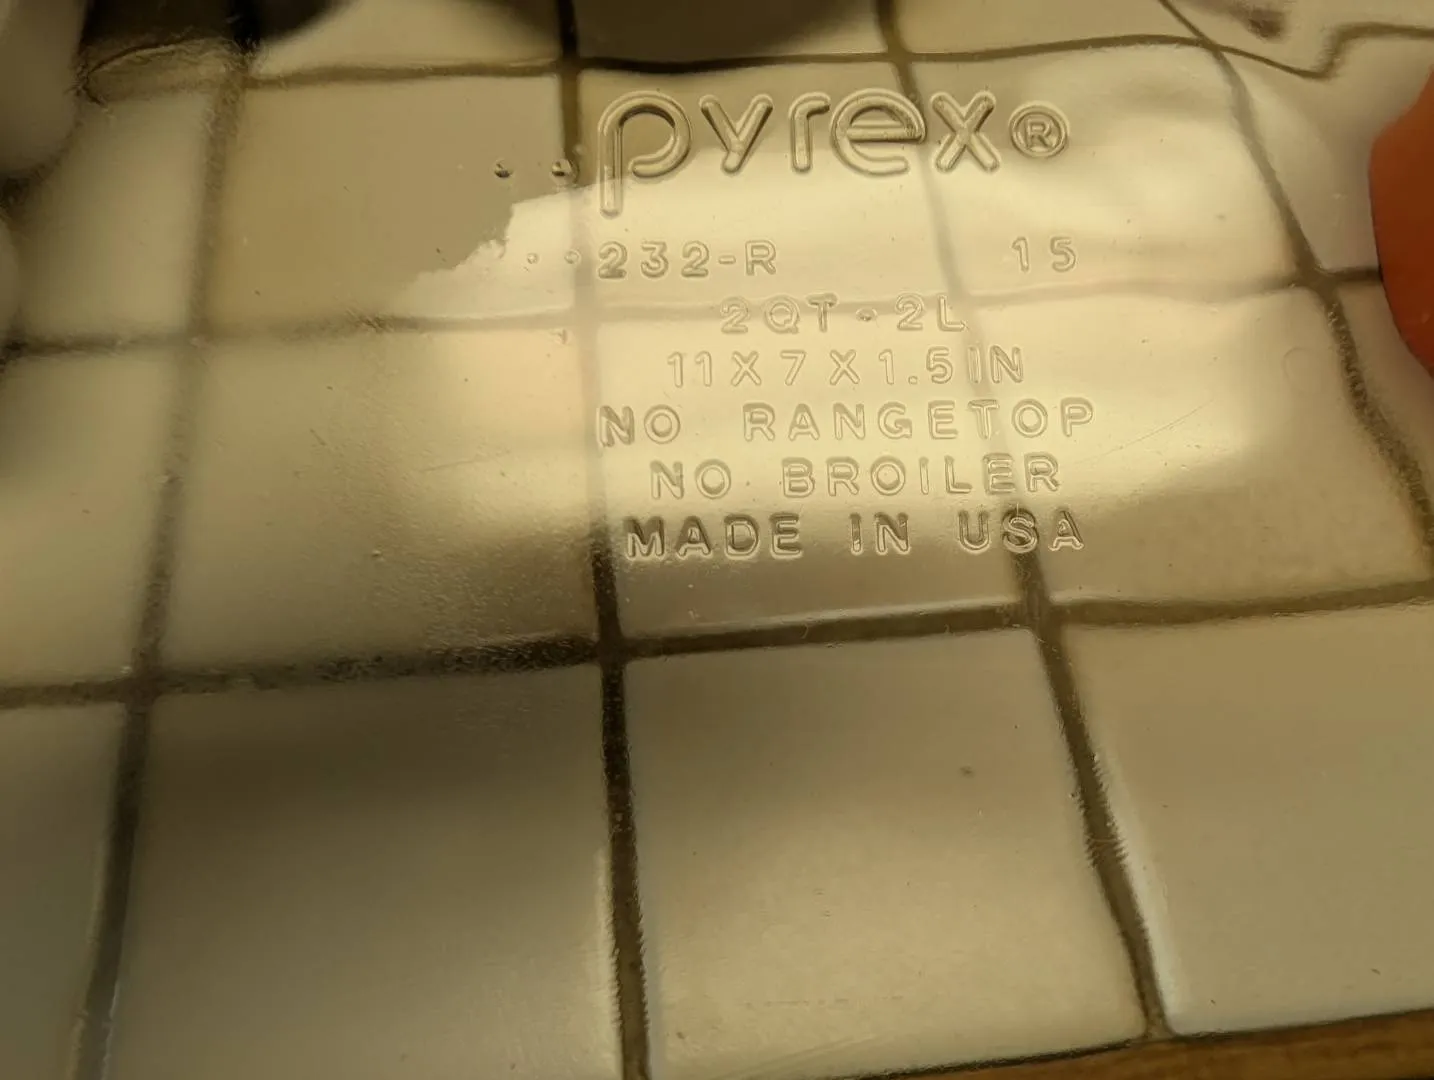 pyrex®
232-R 15
2QT·2L
11X7X1.5IN
NO RANGETOP
NO BROILER
MADE IN USA